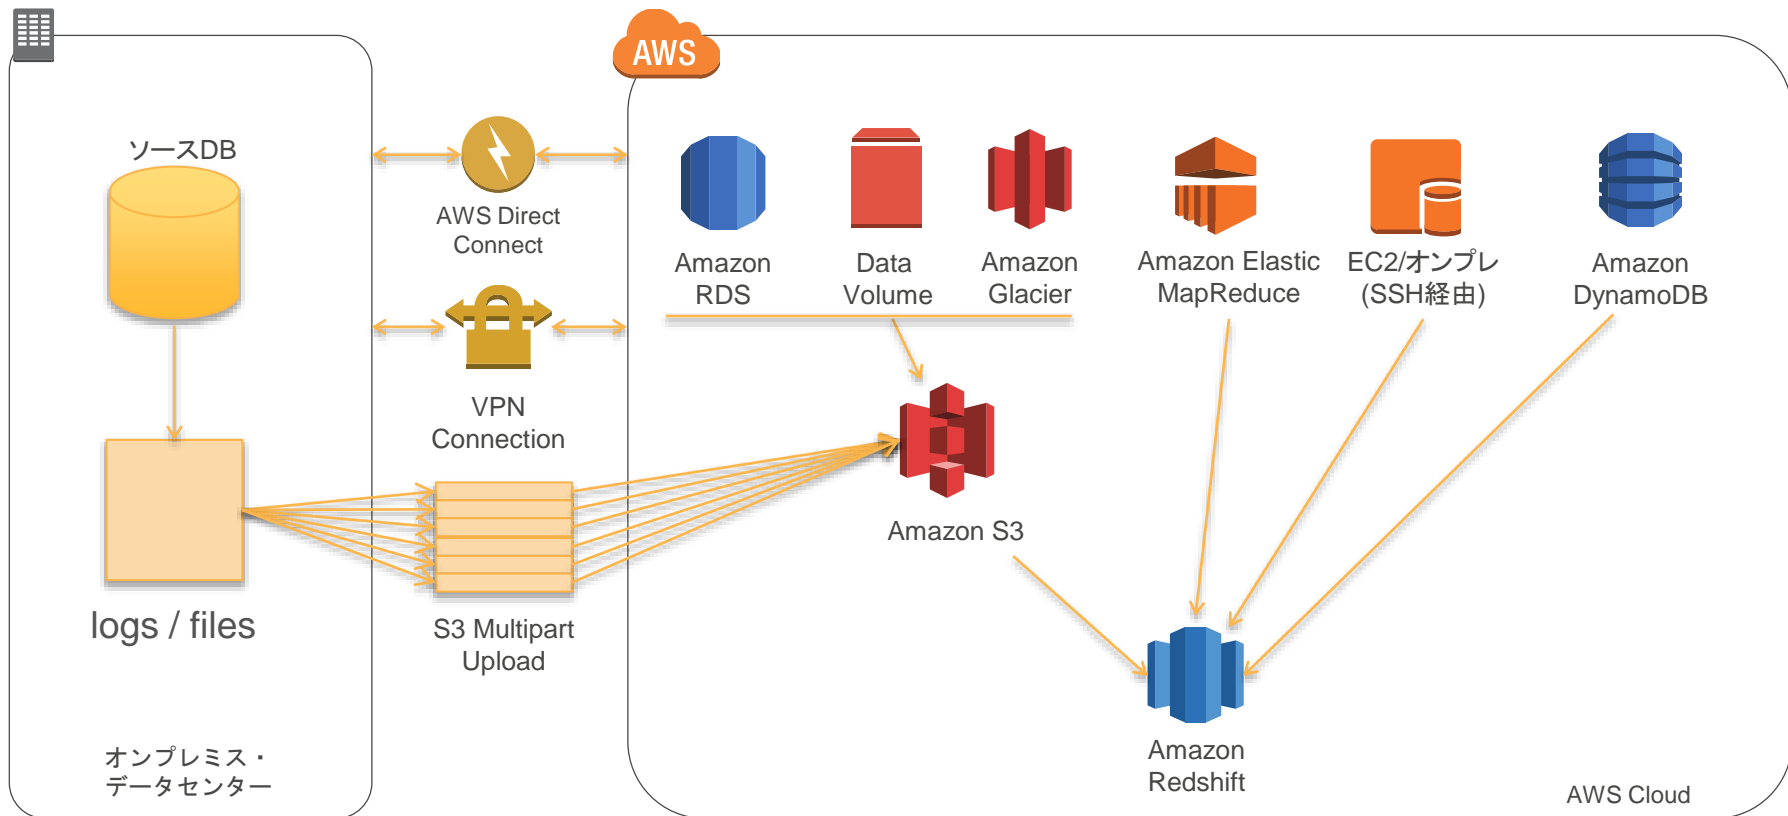 AWS
ソースDB
AWS Direct
Connect
VPN
Connection
logs / files
S3 Multipart
Upload
オンプレミス・
データセンター
Amazon
RDS
Data
Volume
Amazon
Glacier
Amazon Elastic
MapReduce
EC2/オンプレ
(SSH経由)
Amazon
DynamoDB
Amazon S3
Amazon
Redshift
AWS Cloud